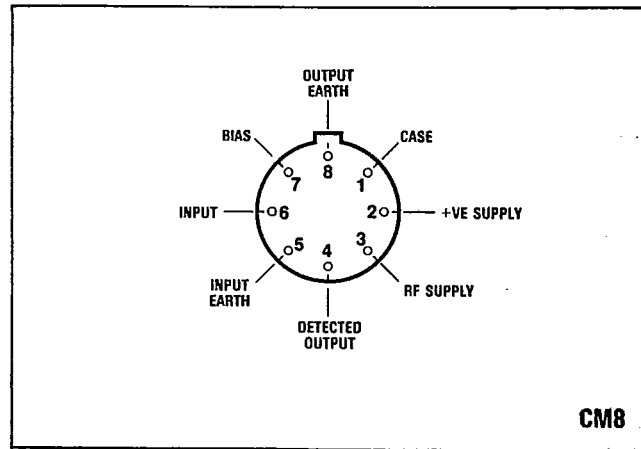 OUTPUT
EARTH
BIAS
CASE
8
7
1
INPUT
6
2
+VE SUPPLY
5
4
3
INPUT
EARTH
RF SUPPLY
DETECTED
OUTPUT
CM8